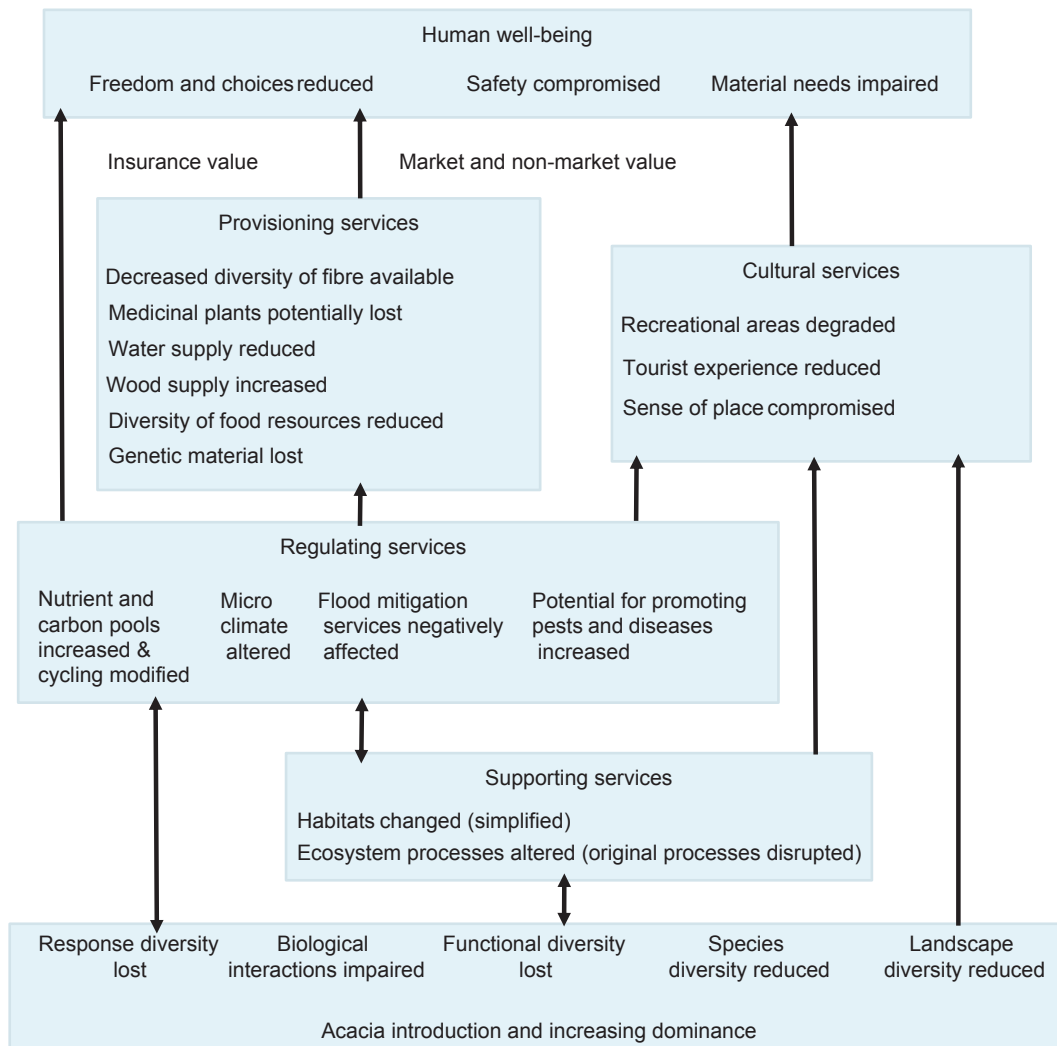 Human well-being
Freedom and choices reduced
Safety compromised
Material needs impaired
Insurance value
Market and non-market value
Provisioning services
Decreased diversity of fibre available
Medicinal plants potentially lost
Water supply reduced
Wood supply increased
Diversity of food resources reduced
Genetic material lost
Cultural services
Recreational areas degraded
Tourist experience reduced
Sense of place compromised
Regulating services
Nutrient and
carbon pools
increased &
cycling modified
Micro
climate
altered
Flood mitigation
services negatively
affected
Potential for promoting
pests and diseases
increased
Supporting services
Habitats changed (simplified)
Ecosystem processes altered (original processes disrupted)
Response diversity
lost
Biological
interactions impaired
Functional diversity
lost
Species
diversity reduced
Landscape
diversity reduced
Acacia introduction and increasing dominance